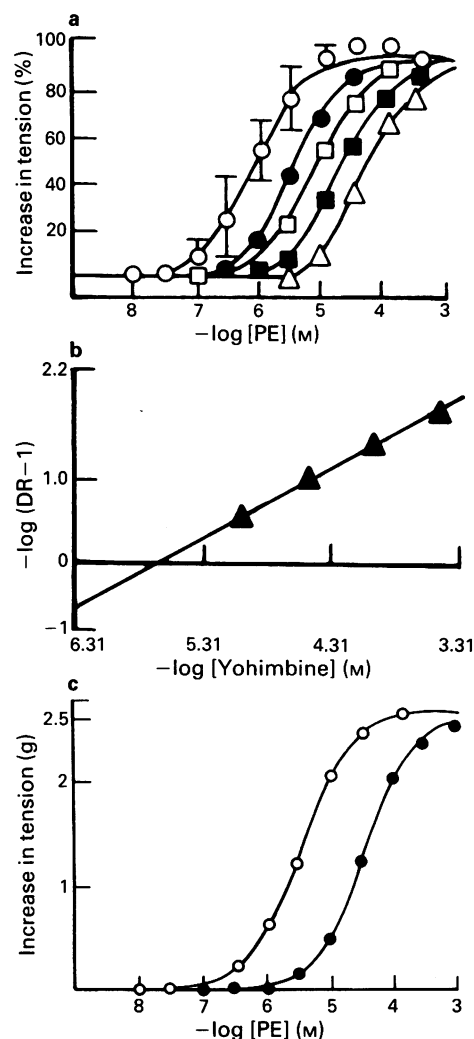 a
Increase in tension (%)
100
80
60
40
20
8 7 6 5 4 3
−log [PE] (M)
b
−log (DR−1)
2.2
1.0
0
−1
6.31 5.31 4.31 3.31
−log [Yohimbine] (M)
c
Increase in tension (g)
2.5
2
1
8 7 6 5 4 3
−log [PE] (M)